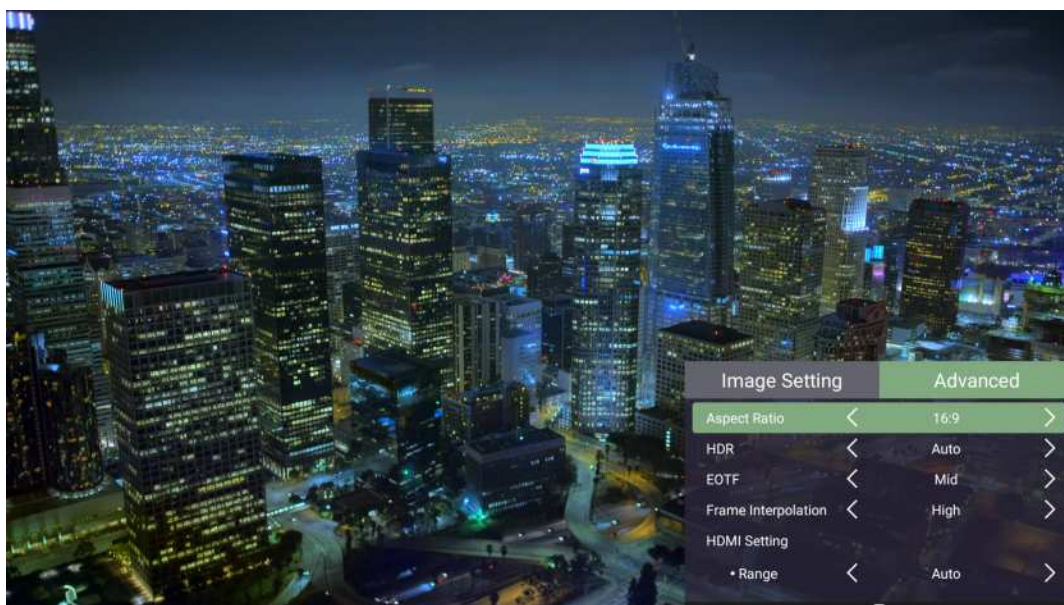 Image Setting Advanced
Aspect Ratio < 16:9 >
HDR < Auto >
EOTF < Mid >
Frame Interpolation < High >
HDMI Setting
• Range < Auto >